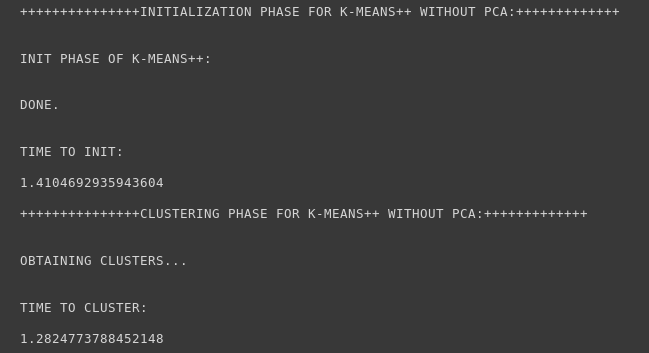 +++++++++++++++INITIALIZATION PHASE FOR K-MEANS++ WITHOUT PCA:+++++++++++++
INIT PHASE OF K-MEANS++:
DONE.
TIME TO INIT:
1.4104692935943604
+++++++++++++++CLUSTERING PHASE FOR K-MEANS++ WITHOUT PCA:+++++++++++++
OBTAINING CLUSTERS...
TIME TO CLUSTER:
1.2824773788452148